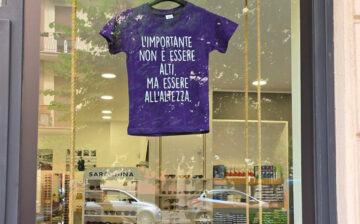 L'IMPORTANTE
NON È ESSERE
ALTI,
MA ESSERE
ALL'ALTEZZA.